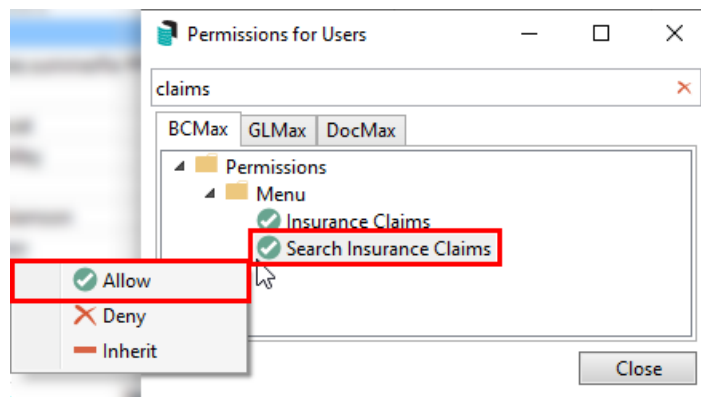 Permissions for Users
claims
BCMax GLMax DocMax
Permissions
Menu
Insurance Claims
Search Insurance Claims
Allow
Deny
Inherit
Close